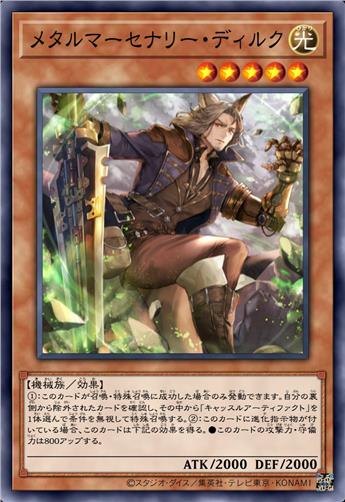 メタルマーセナリー・ディルク 光
[機械族/効果]
①:このカードが召喚・特殊召喚に成功した場合のみ発動できます。自分の裏
側から除外されたカードを確認し、その中から「キャッスルアーティファクト」を
1体選んで条件を無視して特殊召喚する。②:このカードに進化指示物が付
いている場合、このカードは下記の効果を得る。●このカードの攻撃力・守備
力は800アップする。
ATK/2000 DEF/2000
©スタジオ・ダイス/集英社・テレビ東京・KONAMI